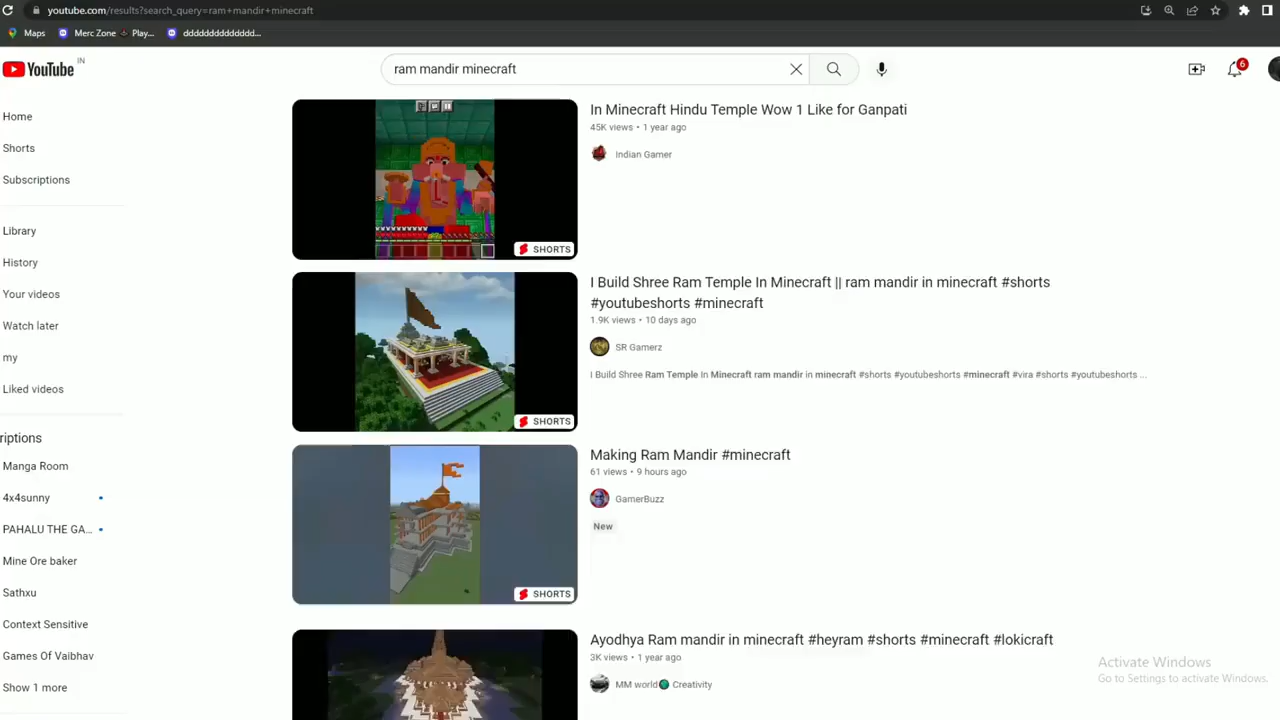 youtube.com/results?search_query=ram+mandir+minecraft
Maps
Merc Zone
Play...
dddddddddddddd...
YouTube IN
ram mandir minecraft
6
Home
Shorts
Subscriptions
Library
History
Your videos
Watch later
my
Liked videos
riptions
Manga Room
4x4sunny
PAHALU THE GA...
Mine Ore baker
Sathxu
Context Sensitive
Games Of Vaibhav
Show 1 more
SHORTS
In Minecraft Hindu Temple Wow 1 Like for Ganpati
45K views • 1 year ago
Indian Gamer
SHORTS
I Build Shree Ram Temple In Minecraft || ram mandir in minecraft #shorts
#youtubeshorts #minecraft
1.9K views • 10 days ago
SR Gamerz
I Build Shree Ram Temple In Minecraft ram mandir in minecraft #shorts #youtubeshorts #minecraft #vira #shorts #youtubeshorts ...
SHORTS
Making Ram Mandir #minecraft
61 views • 9 hours ago
GamerBuzz
New
Ayodhya Ram mandir in minecraft #heyram #shorts #minecraft #lokicraft
3K views • 1 year ago
MM world Creativity
Activate Windows
Go to Settings to activate Windows.